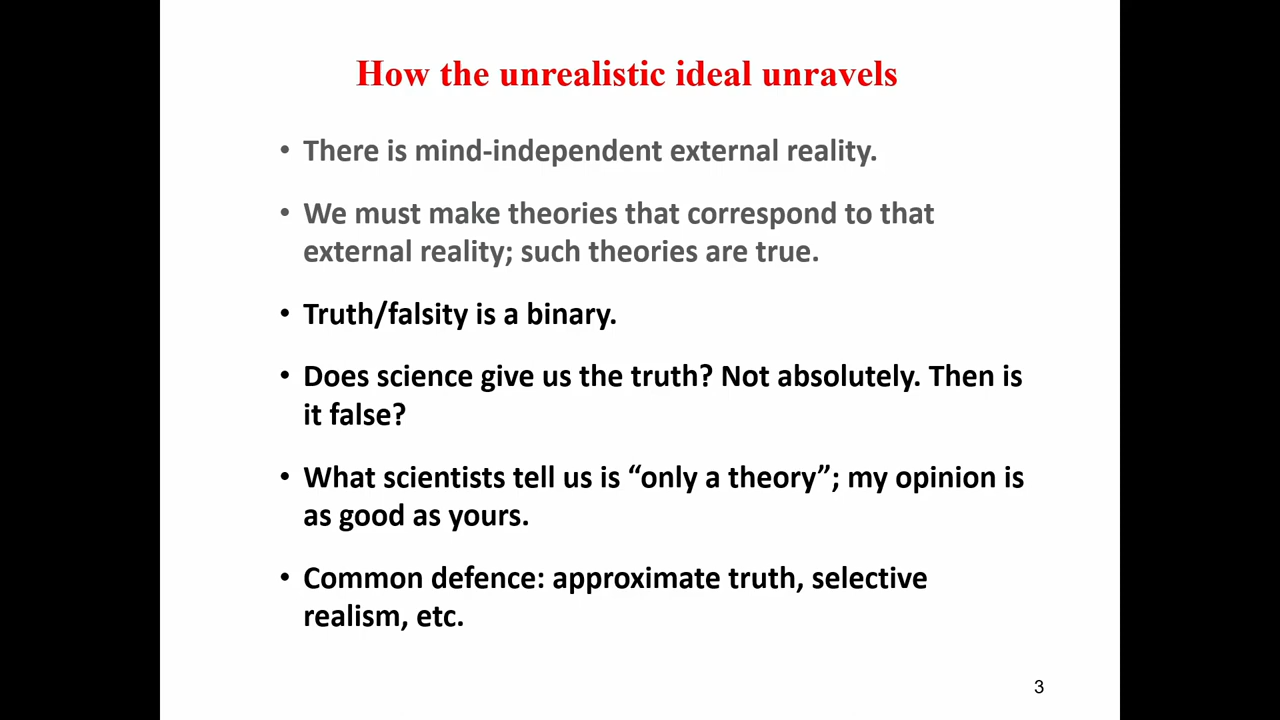 How the unrealistic ideal unravels
• There is mind-independent external reality.
• We must make theories that correspond to that
external reality; such theories are true.
• Truth/falsity is a binary.
• Does science give us the truth? Not absolutely. Then is
it false?
• What scientists tell us is “only a theory”; my opinion is
as good as yours.
• Common defence: approximate truth, selective
realism, etc.
3